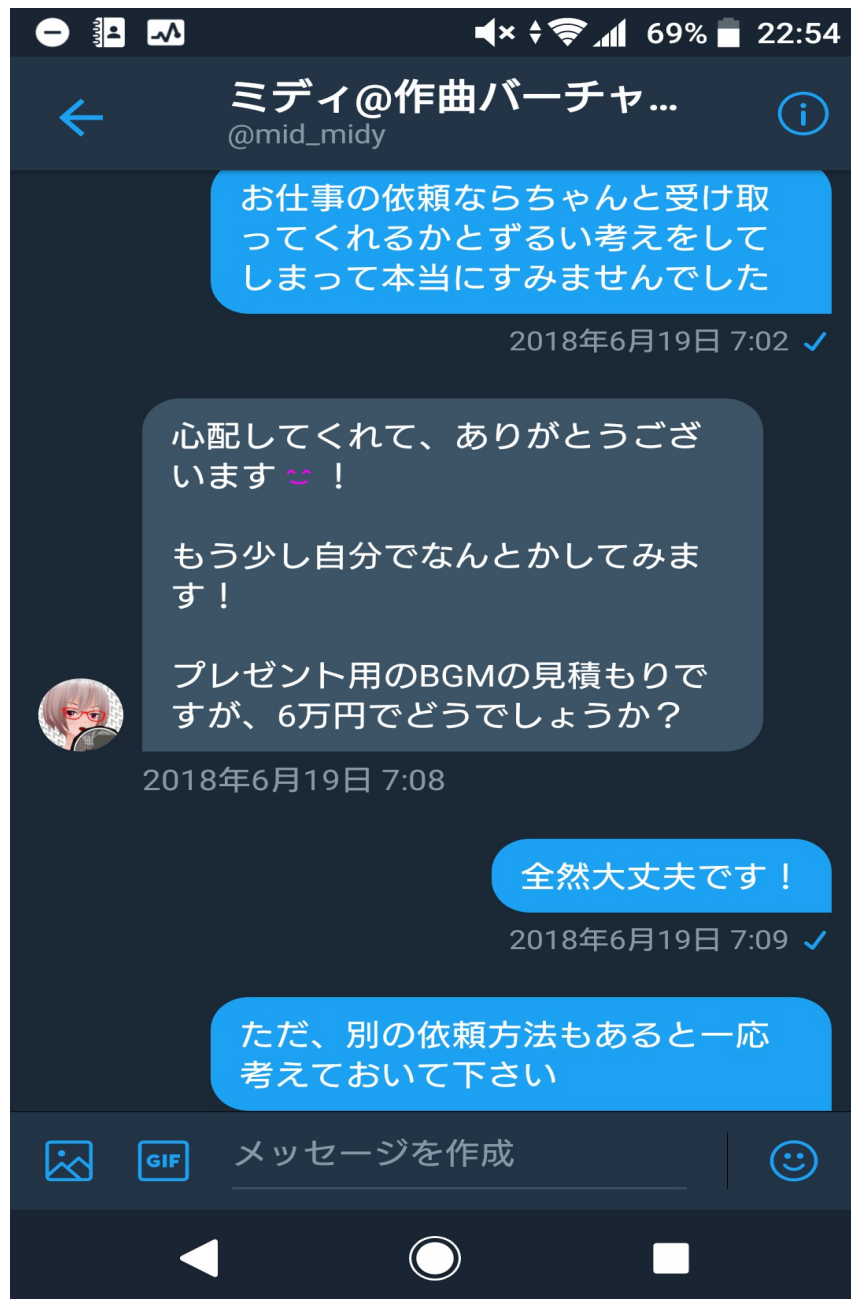 69% 22:54
ミディ@作曲バーチャ...
@mid_midy
お仕事の依頼ならちゃんと受け取
ってくれるかとずるい考えをして
しまって本当にすみませんでした
2018年6月19日 7:02
心配してくれて、ありがとうござ
います！
もう少し自分でなんとかしてみま
す！
プレゼント用のBGMの見積もりで
すが、6万円でどうでしょうか？
2018年6月19日 7:08
全然大丈夫です！
2018年6月19日 7:09
ただ、別の依頼方法もあると一応
考えておいて下さい
GIF メッセージを作成